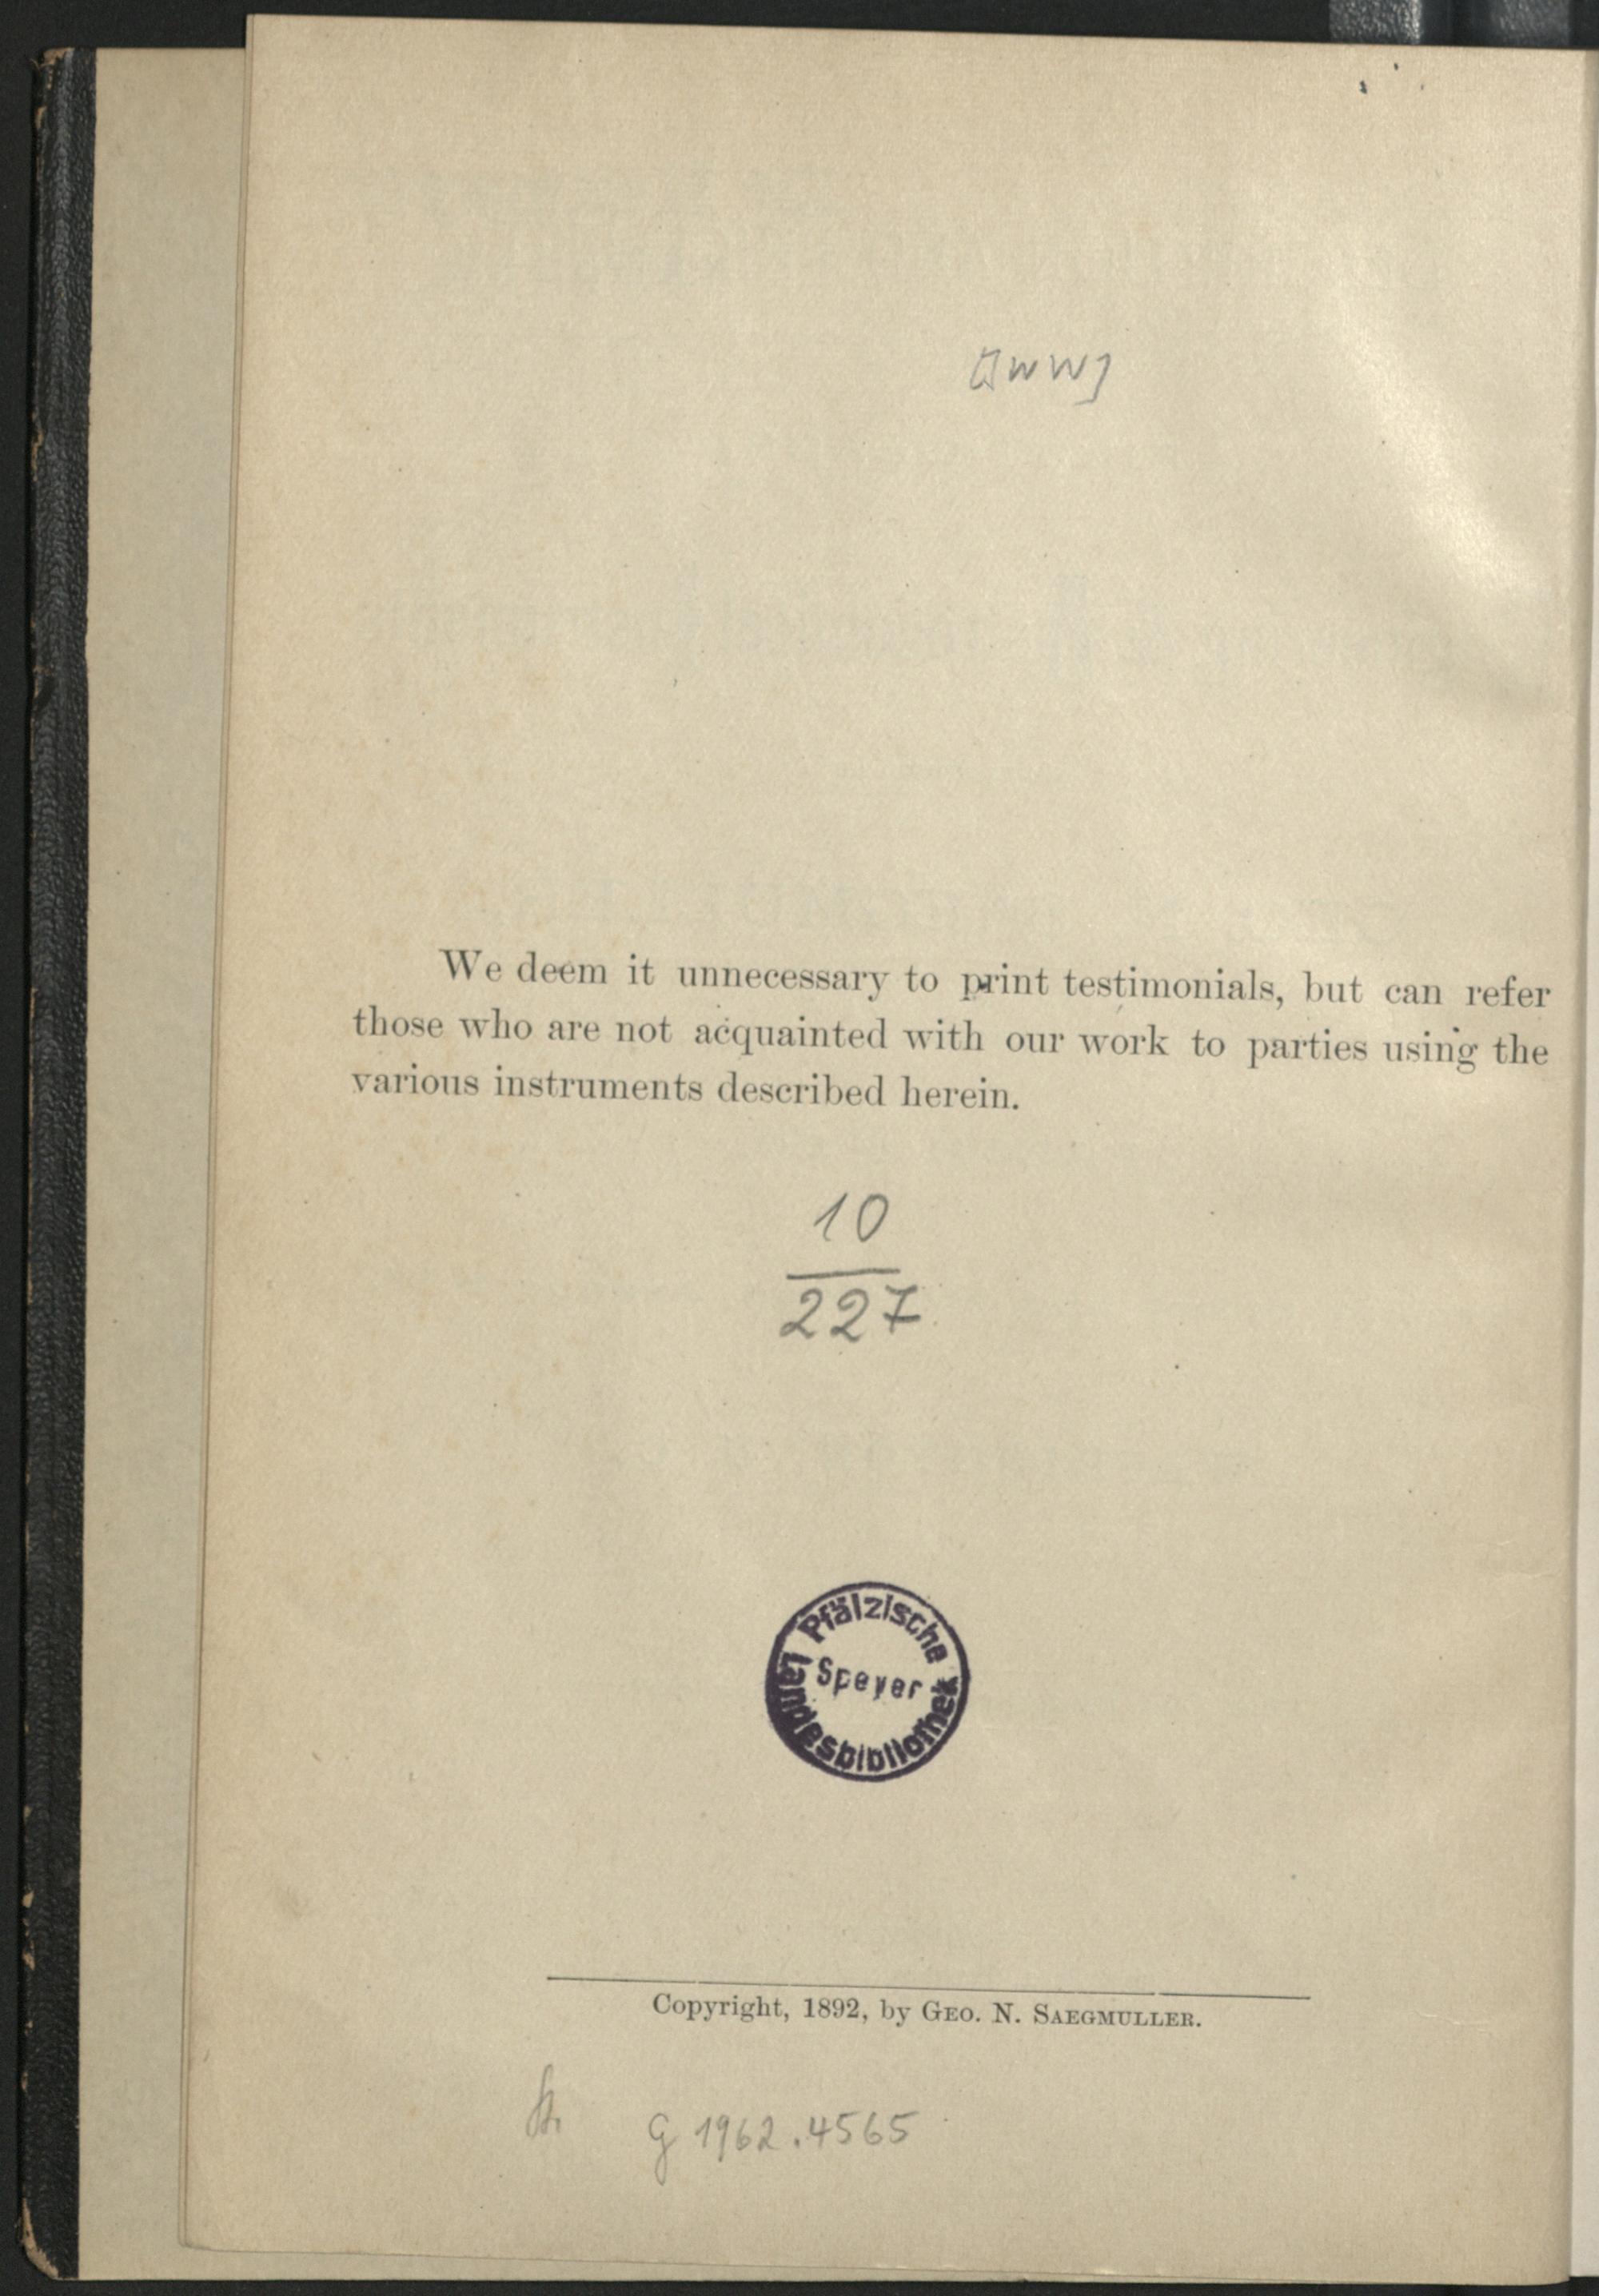 We deem it unnecessary to print testimonials, but can refer
those who are not acquainted with our work to parties using the
various instruments described herein.
10
227
Pfälzische
Speyer
Landesbibliothek
Copyright, 1892, by GEO. N. SAEGMULLER.
g 1962.4565